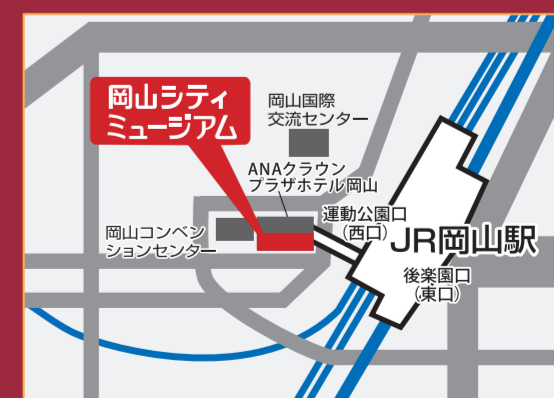 岡山シティ
ミュージアム
岡山国際
交流センター
ANAクラウン
プラザホテル岡山
岡山コンベン
ションセンター
運動公園口
(西口)
JR岡山駅
後楽園口
(東口)